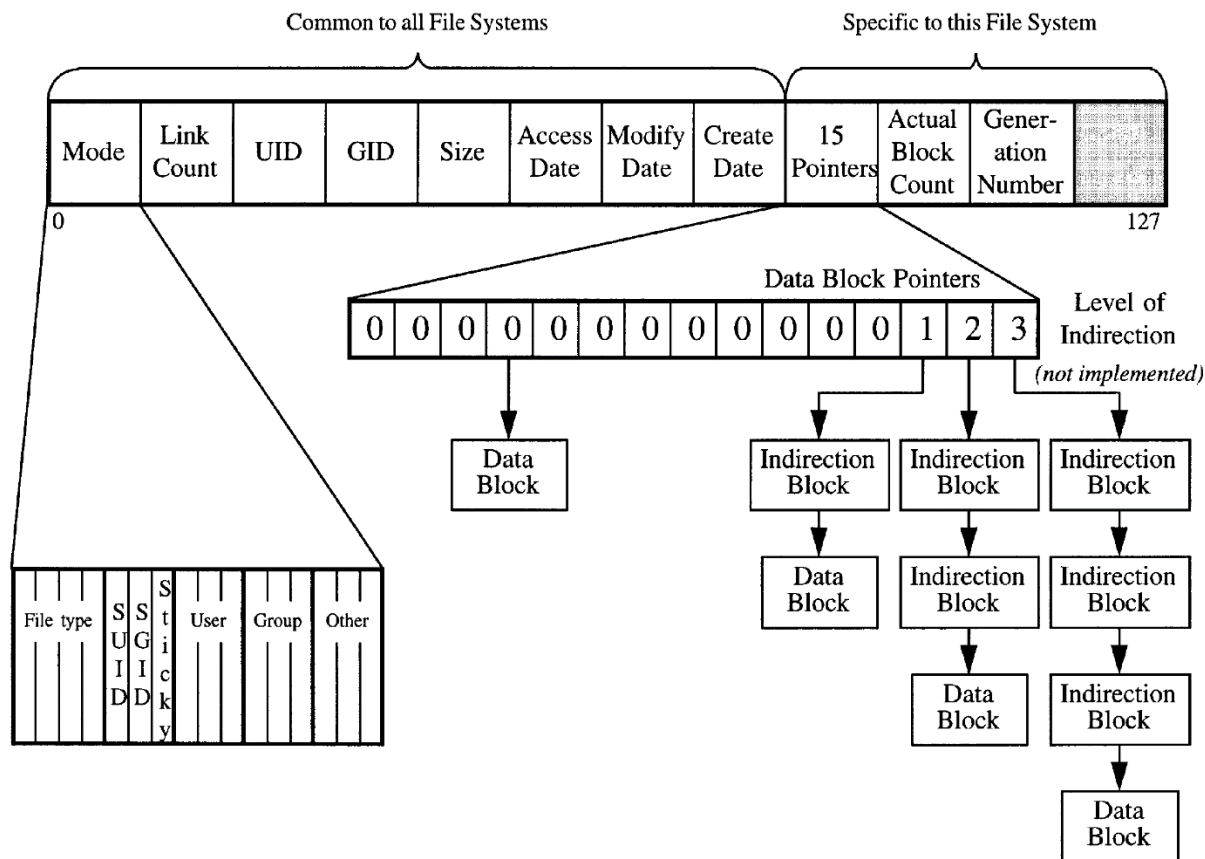 Common to all File Systems
Specific to this File System
Mode
Link
Count
UID
GID
Size
Access
Date
Modify
Date
Create
Date
15
Pointers
Actual
Block
Count
Gener-
ation
Number
0
127
Data Block Pointers
0 0 0 0 0 0 0 0 0 0 0 0 1 2 3
Level of
Indirection
(not implemented)
Data
Block
Indirection
Block
Indirection
Block
Indirection
Block
Data
Block
Indirection
Block
Indirection
Block
Data
Block
Indirection
Block
Data
Block
File type
SUID
SGID
Sticky
User
Group
Other